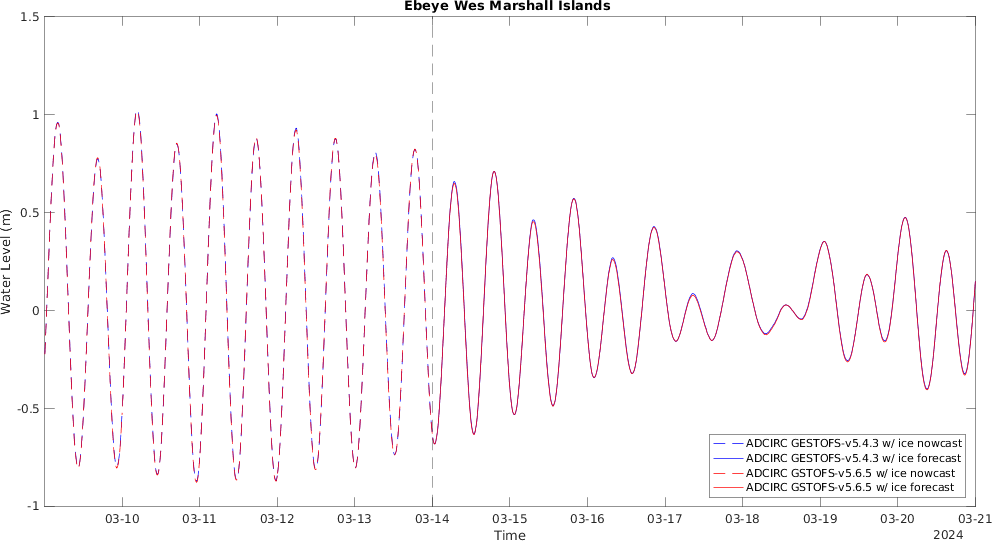 Ebeye Wes Marshall Islands
1.5
1
0.5
0
-0.5
-1
Water Level (m)
ADCIRC GESTOFS-v5.4.3 w/ ice nowcast
ADCIRC GESTOFS-v5.4.3 w/ ice forecast
ADCIRC GSTOFS-v5.6.5 w/ ice nowcast
ADCIRC GSTOFS-v5.6.5 w/ ice forecast
03-10 03-11 03-12 03-13 03-14 03-15 03-16 03-17 03-18 03-19 03-20 03-21
Time
2024